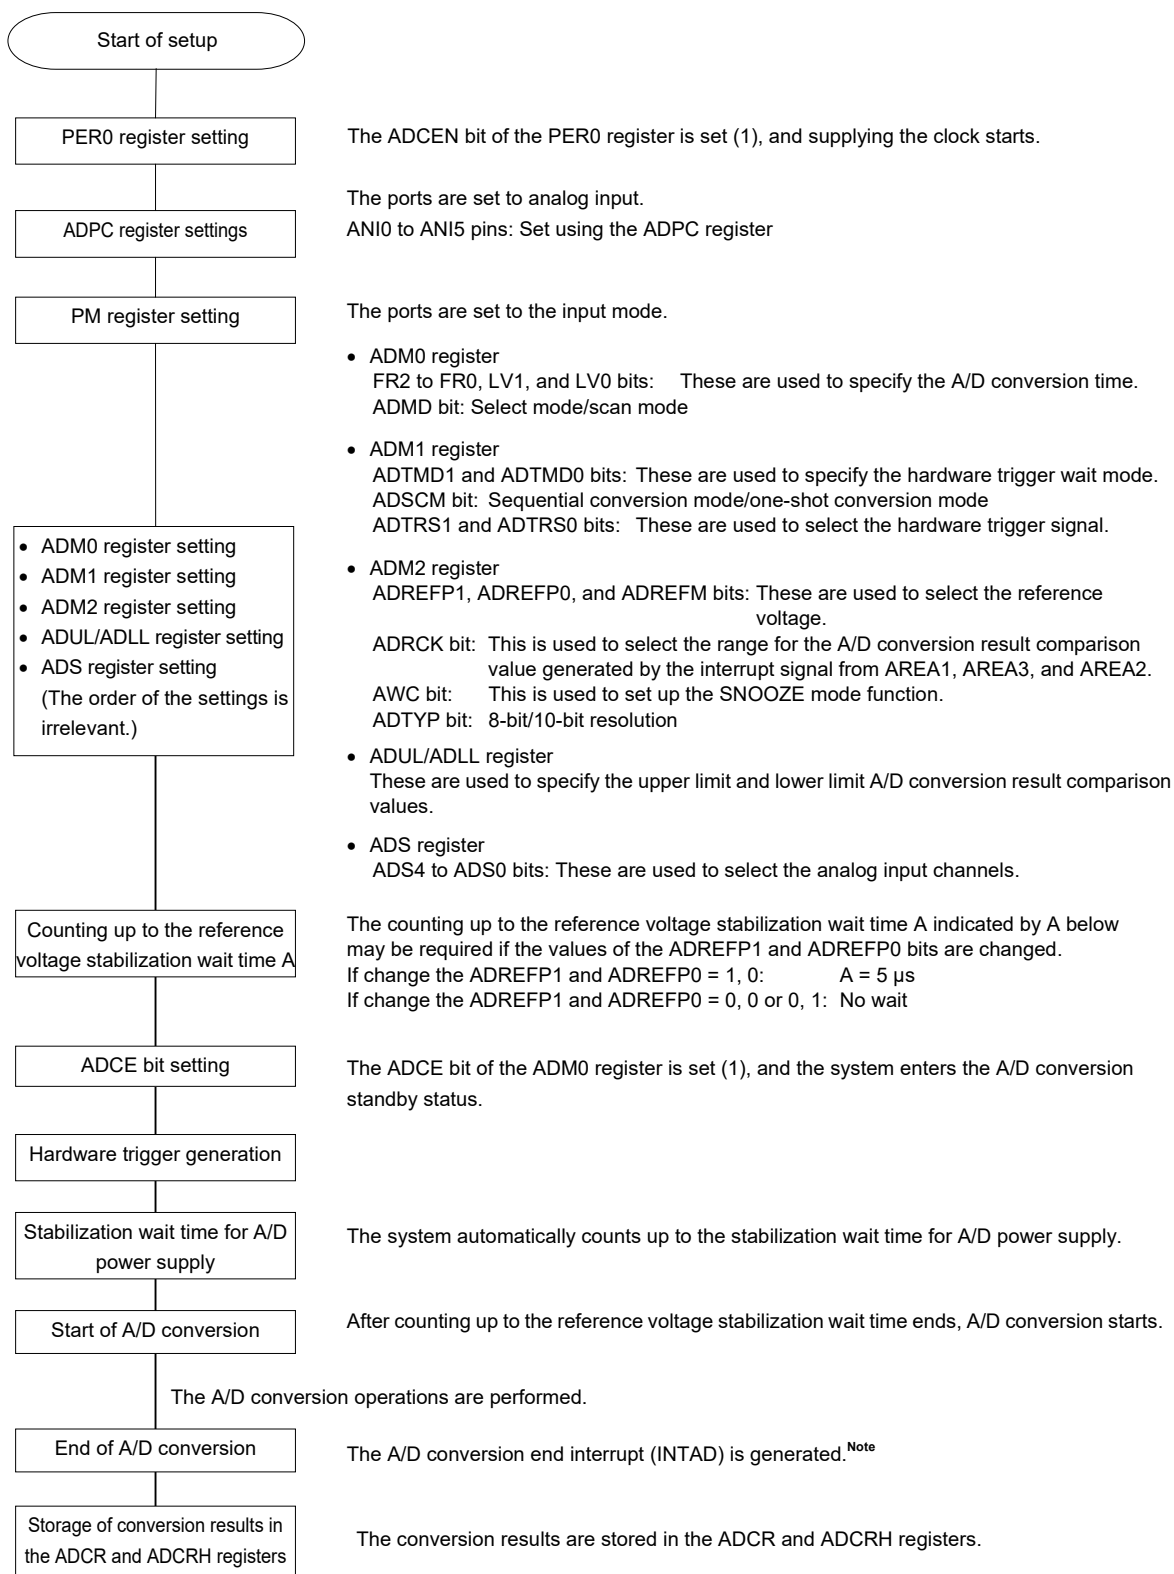 Start of setup
PER0 register setting
The ADCEN bit of the PER0 register is set (1), and supplying the clock starts.
The ports are set to analog input.
ADPC register settings
ANI0 to ANI5 pins: Set using the ADPC register
PM register setting
The ports are set to the input mode.
• ADM0 register
FR2 to FR0, LV1, and LV0 bits: These are used to specify the A/D conversion time.
ADMD bit: Select mode/scan mode
• ADM1 register
ADTMD1 and ADTMD0 bits: These are used to specify the hardware trigger wait mode.
ADSCM bit: Sequential conversion mode/one-shot conversion mode
ADTRS1 and ADTRS0 bits: These are used to select the hardware trigger signal.
• ADM0 register setting
• ADM1 register setting
• ADM2 register setting
• ADUL/ADLL register setting
• ADS register setting
(The order of the settings is
irrelevant.)
• ADM2 register
ADREFP1, ADREFP0, and ADREFM bits: These are used to select the reference
voltage.
ADRCK bit: This is used to select the range for the A/D conversion result comparison
value generated by the interrupt signal from AREA1, AREA3, and AREA2.
AWC bit: This is used to set up the SNOOZE mode function.
ADTYP bit: 8-bit/10-bit resolution
• ADUL/ADLL register
These are used to specify the upper limit and lower limit A/D conversion result comparison
values.
• ADS register
ADS4 to ADS0 bits: These are used to select the analog input channels.
Counting up to the reference
voltage stabilization wait time A
The counting up to the reference voltage stabilization wait time A indicated by A below
may be required if the values of the ADREFP1 and ADREFP0 bits are changed.
If change the ADREFP1 and ADREFP0 = 1, 0: A = 5 µs
If change the ADREFP1 and ADREFP0 = 0, 0 or 0, 1: No wait
ADCE bit setting
The ADCE bit of the ADM0 register is set (1), and the system enters the A/D conversion
standby status.
Hardware trigger generation
Stabilization wait time for A/D
power supply
The system automatically counts up to the stabilization wait time for A/D power supply.
Start of A/D conversion
After counting up to the reference voltage stabilization wait time ends, A/D conversion starts.
The A/D conversion operations are performed.
End of A/D conversion
The A/D conversion end interrupt (INTAD) is generated.Note
Storage of conversion results in
the ADCR and ADCRH registers
The conversion results are stored in the ADCR and ADCRH registers.